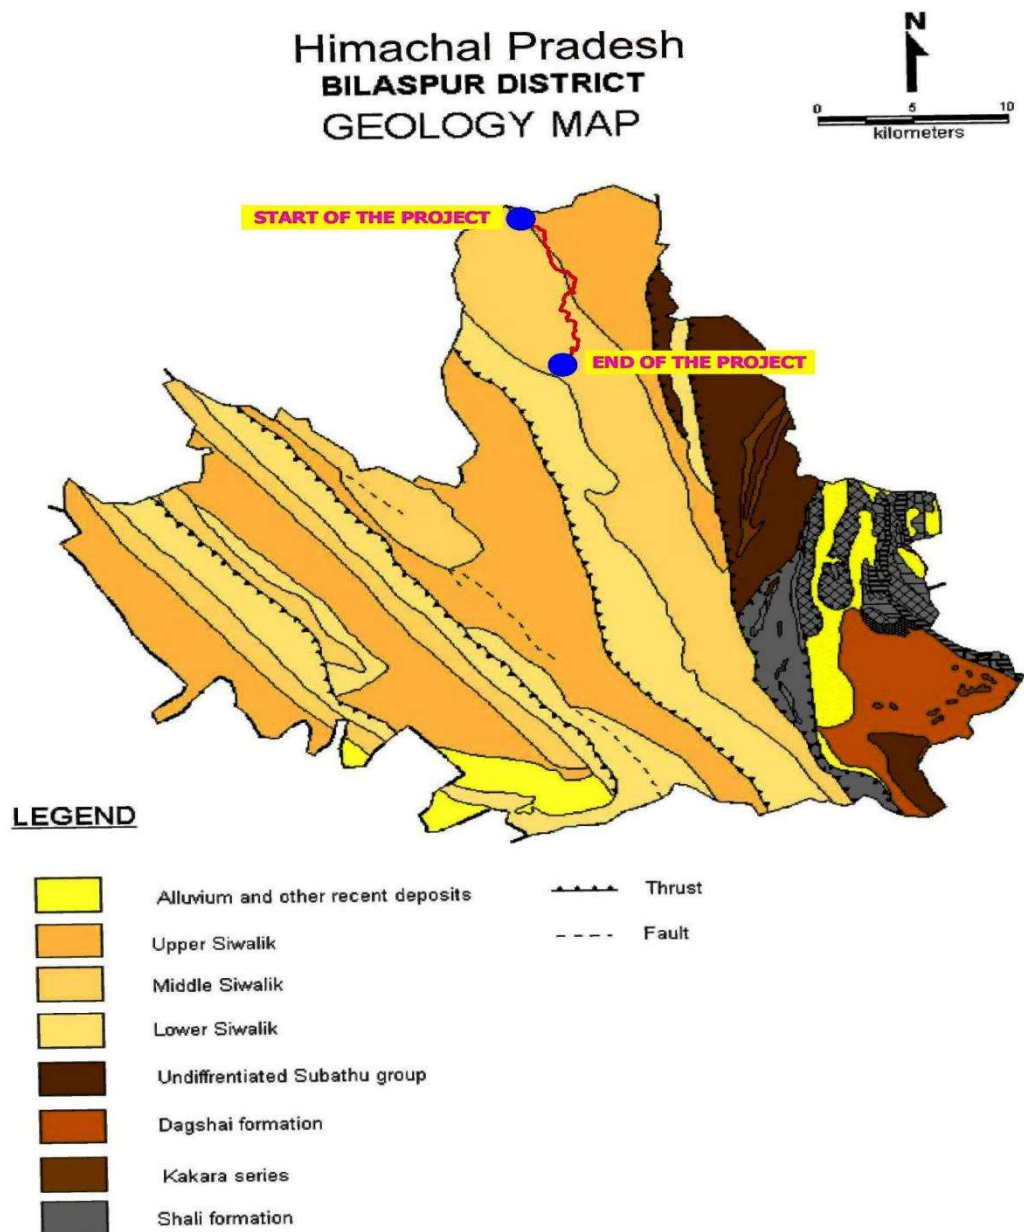 Himachal Pradesh
BILASPUR DISTRICT
GEOLOGY MAP
N
0 5 10
kilometers
START OF THE PROJECT
END OF THE PROJECT
LEGEND
Alluvium and other recent deposits
Upper Siwalik
Middle Siwalik
Lower Siwalik
Undiffrentiated Subathu group
Dagshai formation
Kakara series
Shali formation
Thrust
Fault